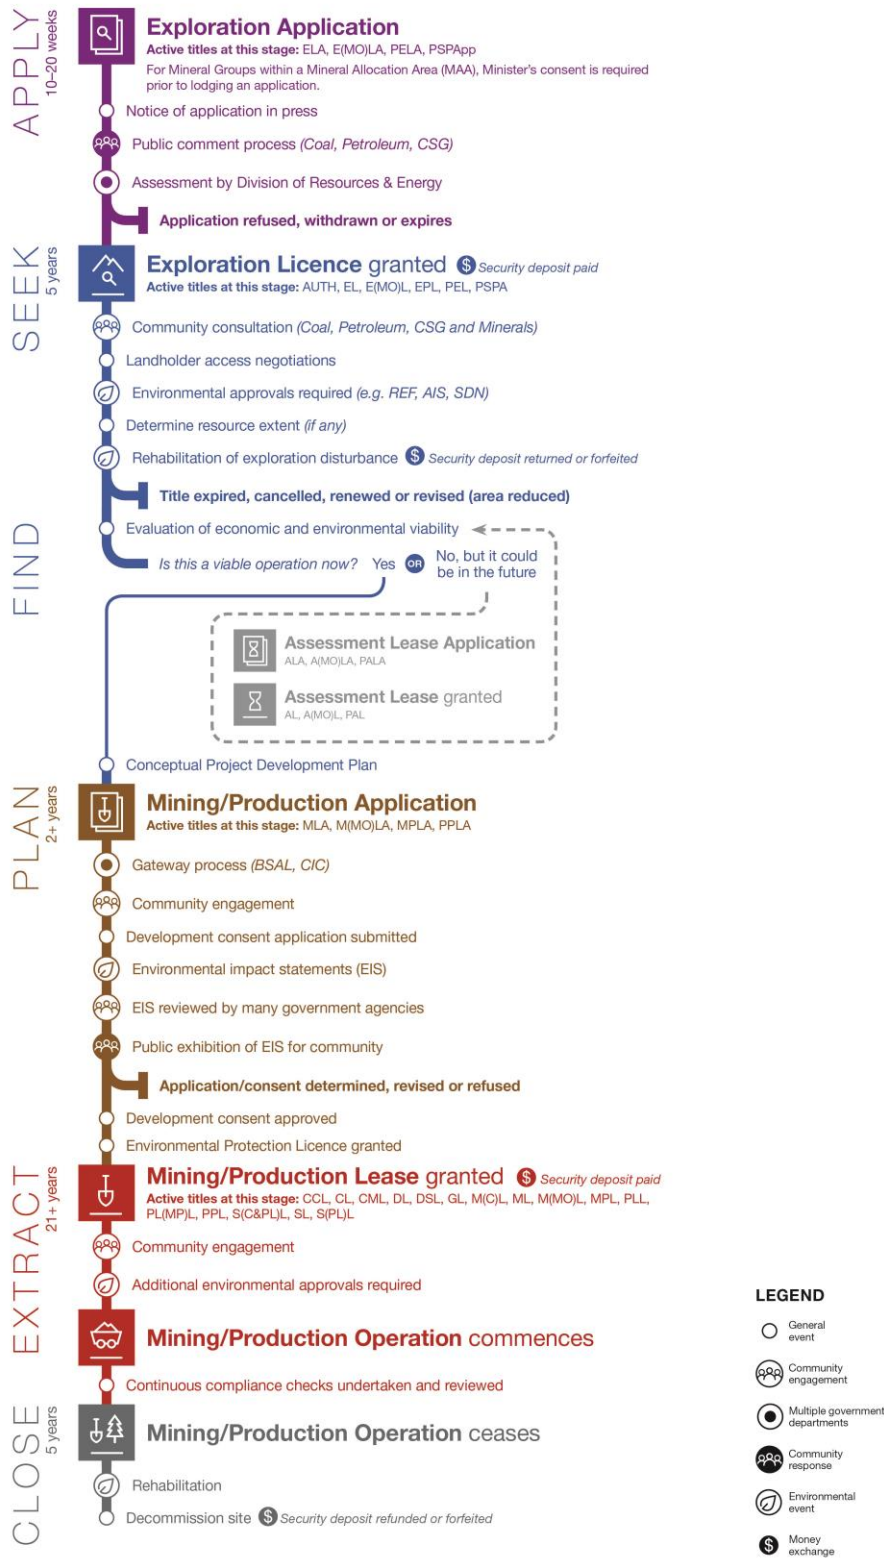 APPLY
10–20 weeks
Exploration Application
Active titles at this stage: ELA, E(MO)LA, PELA, PSPApp
For Mineral Groups within a Mineral Allocation Area (MAA), Minister's consent is required
prior to lodging an application.
Notice of application in press
Public comment process (Coal, Petroleum, CSG)
Assessment by Division of Resources & Energy
Application refused, withdrawn or expires
SEEK
5 years
Exploration Licence granted $ Security deposit paid
Active titles at this stage: AUTH, EL, E(MO)L, EPL, PEL, PSPA
Community consultation (Coal, Petroleum, CSG and Minerals)
Landholder access negotiations
Environmental approvals required (e.g. REF, AIS, SDN)
Determine resource extent (if any)
Rehabilitation of exploration disturbance $ Security deposit returned or forfeited
Title expired, cancelled, renewed or revised (area reduced)
FIND
Evaluation of economic and environmental viability
Is this a viable operation now? Yes OR No, but it could
be in the future
Assessment Lease Application
ALA, A(MO)LA, PALA
Assessment Lease granted
AL, A(MO)L, PAL
Conceptual Project Development Plan
PLAN
2+ years
Mining/Production Application
Active titles at this stage: MLA, M(MO)LA, MPLA, PPLA
Gateway process (BSAL, CIC)
Community engagement
Development consent application submitted
Environmental impact statements (EIS)
EIS reviewed by many government agencies
Public exhibition of EIS for community
Application/consent determined, revised or refused
Development consent approved
Environmental Protection Licence granted
EXTRACT
21+ years
Mining/Production Lease granted $ Security deposit paid
Active titles at this stage: CCL, CL, CML, DL, DSL, GL, M(C)L, ML, M(MO)L, MPL, PLL,
PL(MP)L, PPL, S(C&PL)L, SL, S(PL)L
Community engagement
Additional environmental approvals required
Mining/Production Operation commences
Continuous compliance checks undertaken and reviewed
CLOSE
5 years
Mining/Production Operation ceases
Rehabilitation
Decommission site $ Security deposit refunded or forfeited
LEGEND
General
event
Community
engagement
Multiple government
departments
Community
response
Environmental
event
$ Money
exchange